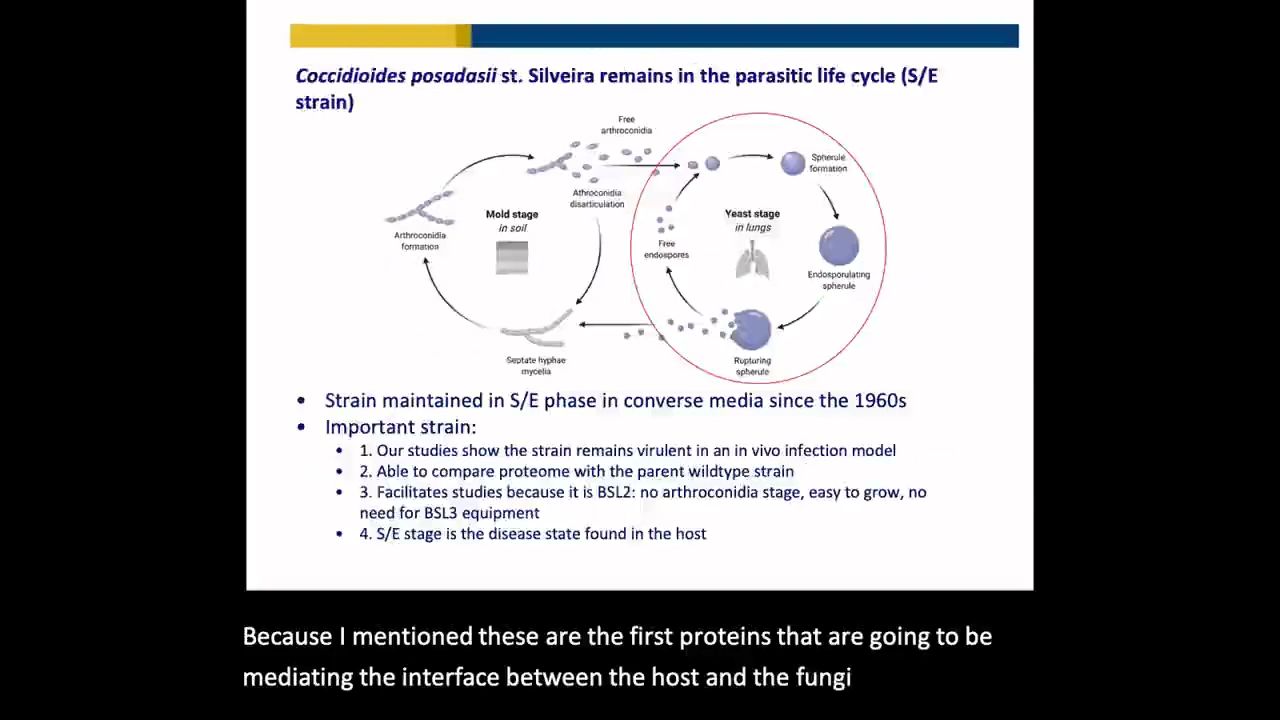 Coccidioides posadasii st. Silveira remains in the parasitic life cycle (S/E
strain)
Free
arthroconidia
Spherule
formation
Athroconidia
disarticulation
Mold stage
in soil
Yeast stage
in lungs
Arthroconidia
formation
Free
endospores
Endosporulating
spherule
Septate hyphae
mycelia
Rupturing
spherule
• Strain maintained in S/E phase in converse media since the 1960s
• Important strain:
• 1. Our studies show the strain remains virulent in an in vivo infection model
• 2. Able to compare proteome with the parent wildtype strain
• 3. Facilitates studies because it is BSL2: no arthroconidia stage, easy to grow, no
need for BSL3 equipment
• 4. S/E stage is the disease state found in the host
Because I mentioned these are the first proteins that are going to be
mediating the interface between the host and the fungi